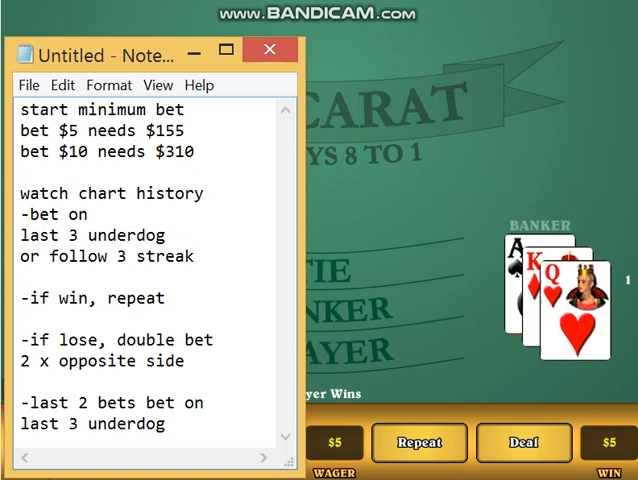 www.BANDICAM.com
Untitled - Note...
File Edit Format View Help
start minimum bet
bet $5 needs $155
bet $10 needs $310
watch chart history
-bet on
last 3 underdog
or follow 3 streak
-if win, repeat
-if lose, double bet
2 x opposite side
-last 2 bets bet on
last 3 underdog
CARAT
YS 8 TO 1
BANKER
A
K
Q
1
TIE
NKER
AYER
yer Wins
$5
Repeat
Deal
$5
WAGER
WIN